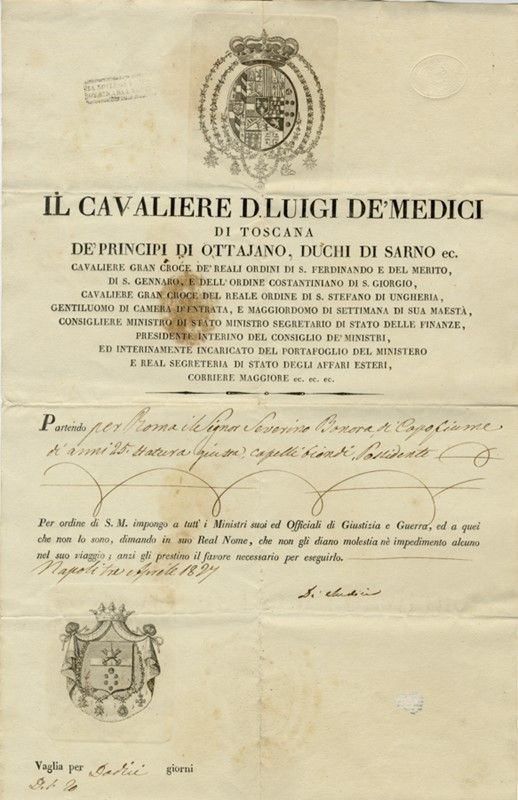 IL CAVALIERE D. LUIGI DE' MEDICI
DI TOSCANA
DE' PRINCIPI DI OTTAJANO, DUCHI DI SARNO ec.
CAVALIERE GRAN CROCE DE' REALI ORDINI DI S. FERDINANDO E DEL MERITO,
DI S. GENNARO, E DELL' ORDINE COSTANTINIANO DI S. GIORGIO,
CAVALIERE GRAN CROCE DEL REALE ORDINE DI S. STEFANO DI UNGHERIA,
GENTILUOMO DI CAMERA D'ENTRATA, E MAGGIORDOMO DI SETTIMANA DI SUA MAESTÀ,
CONSIGLIERE MINISTRO DI STATO MINISTRO SEGRETARIO DI STATO DELLE FINANZE,
PRESIDENTE INTERINO DEL CONSIGLIO DE' MINISTRI,
ED INTERINAMENTE INCARICATO DEL PORTAFOGLIO DEL MINISTERO
E REAL SEGRETERIA DI STATO DEGLI AFFARI ESTERI,
CORRIERE MAGGIORE ec. ec. ec.
Partendo per Roma il Signor Severino Bonora di Capofiume
di anni 25. statura giusta, capelli biondi, Possidente
Per ordine di S. M. impongo a tutt' i Ministri suoi ed Officiali di Giustizia e Guerra, ed a quei
che non lo sono, dimando in suo Real Nome, che non gli diano molestia nè impedimento alcuno
nel suo viaggio; anzi gli prestino il favore necessario per eseguirlo.
Napoli tre Aprile 1827
De Medici
Vaglia per Dodici giorni